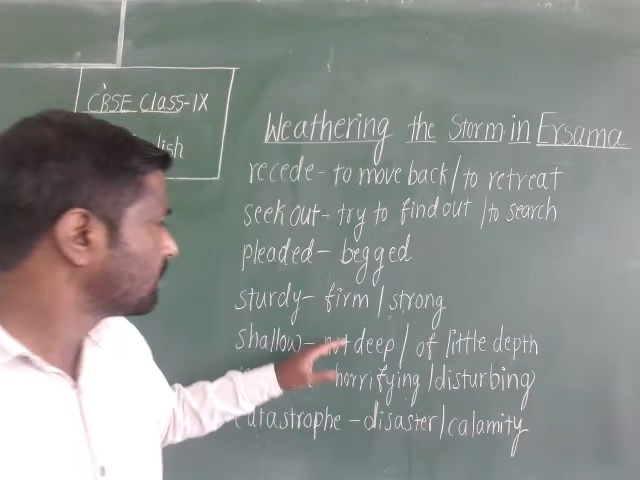 CBSE Class-IX
Weathering the Storm in Ersama
recede - to move back / to retreat
seek out - try to find out / to search
pleaded - begged
sturdy - firm / strong
shallow - not deep / of little depth
horrifying / disturbing
catastrophe - disaster / calamity